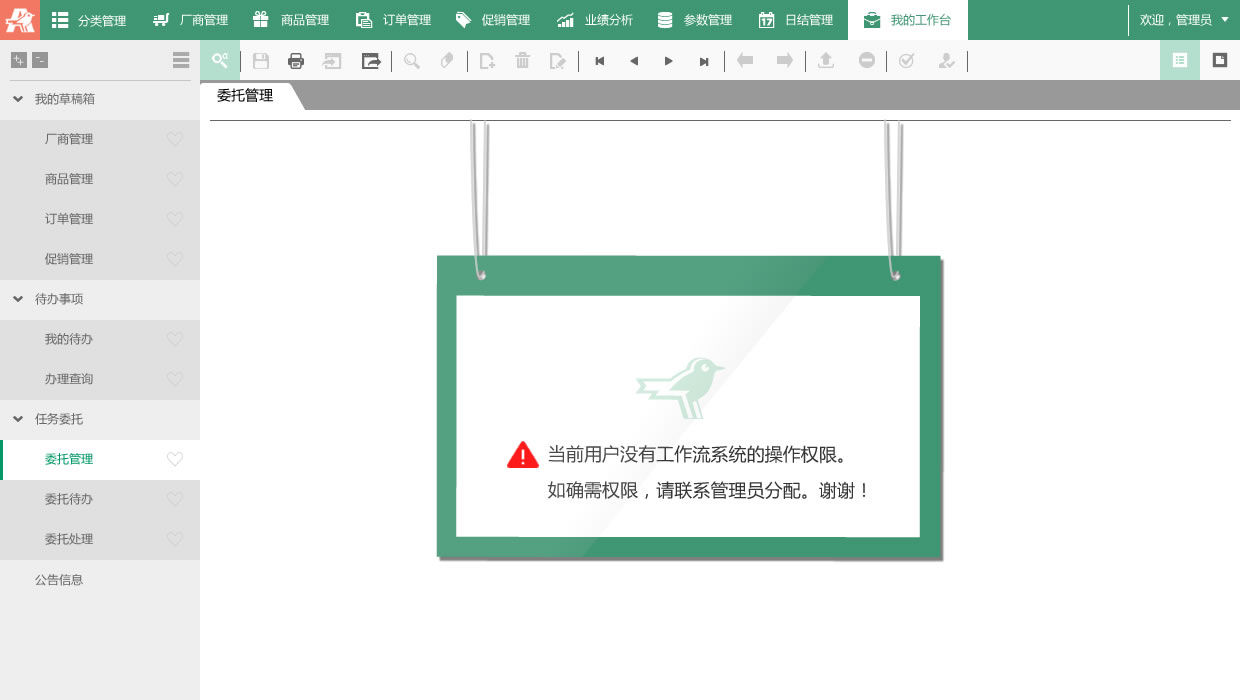 分类管理
厂商管理
商品管理
订单管理
促销管理
业绩分析
参数管理
17
日结管理
我的工作台
欢迎，管理员
委托管理
我的草稿箱
厂商管理
商品管理
订单管理
促销管理
待办事项
我的待办
办理查询
任务委托
委托管理
委托待办
委托处理
公告信息
当前用户没有工作流系统的操作权限。
如确需权限，请联系管理员分配。谢谢！